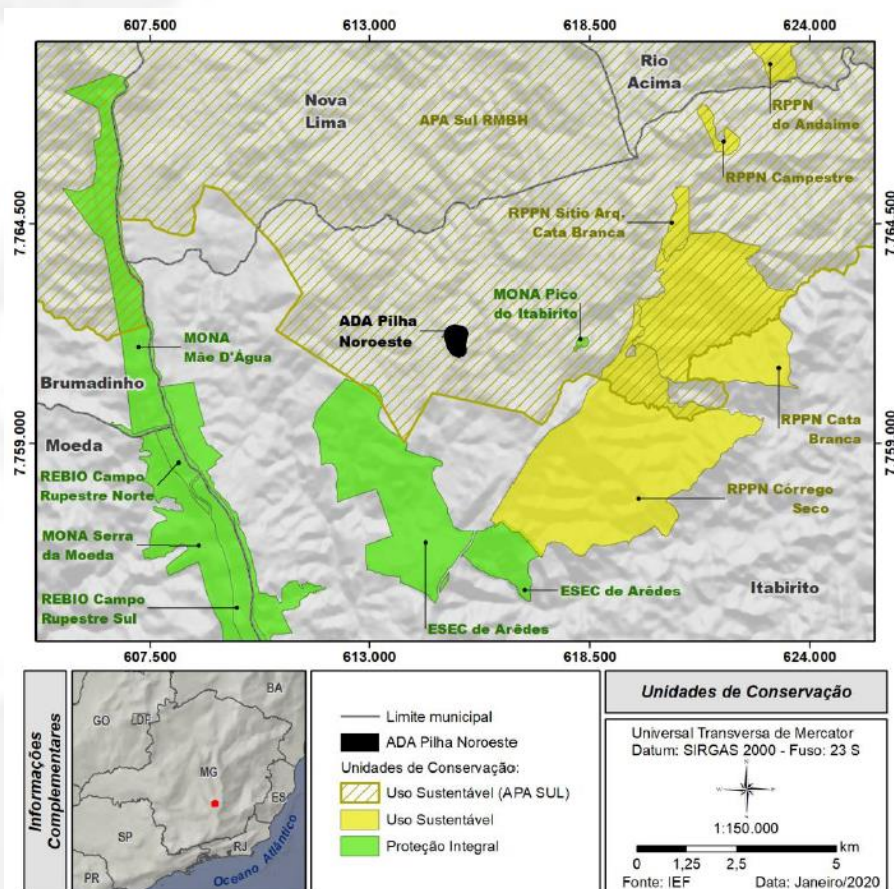 607.500
613.000
618.500
624.000
7.764.500
7.764.500
7.759.000
7.759.000
Nova
Lima
Rio
Acima
APA Sul RMBH
RPPN
do Andaime
RPPN Campestre
RPPN Sítio Arq.
Cata Branca
MONA Pico
do Itabirito
ADA Pilha
Noroeste
MONA
Mãe D'Água
Brumadinho
Moeda
RPPN Cata
Branca
REBIO Campo
Rupestre Norte
RPPN Córrego
Seco
MONA Serra
da Moeda
Itabirito
REBIO Campo
Rupestre Sul
ESEC de Arêdes
ESEC de Arêdes
607.500
613.000
618.500
624.000
Informações
Complementares
BA
GO
DF
MG
ES
SP
RJ
PR
Oceano Atlântico
Limite municipal
ADA Pilha Noroeste
Unidades de Conservação:
Uso Sustentável (APA SUL)
Uso Sustentável
Proteção Integral
Unidades de Conservação
Universal Transversa de Mercator
Datum: SIRGAS 2000 - Fuso: 23 S
N
W
E
S
1:150.000
km
0 1,25 2,5 5
Fonte: IEF Data: Janeiro/2020